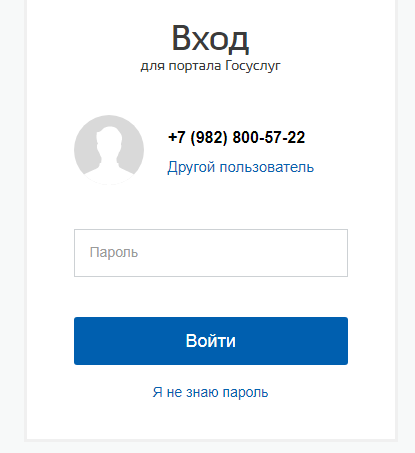 Вход
для портала Госуслуг
+7 (982) 800-57-22
Другой пользователь
Пароль
Войти
Я не знаю пароль